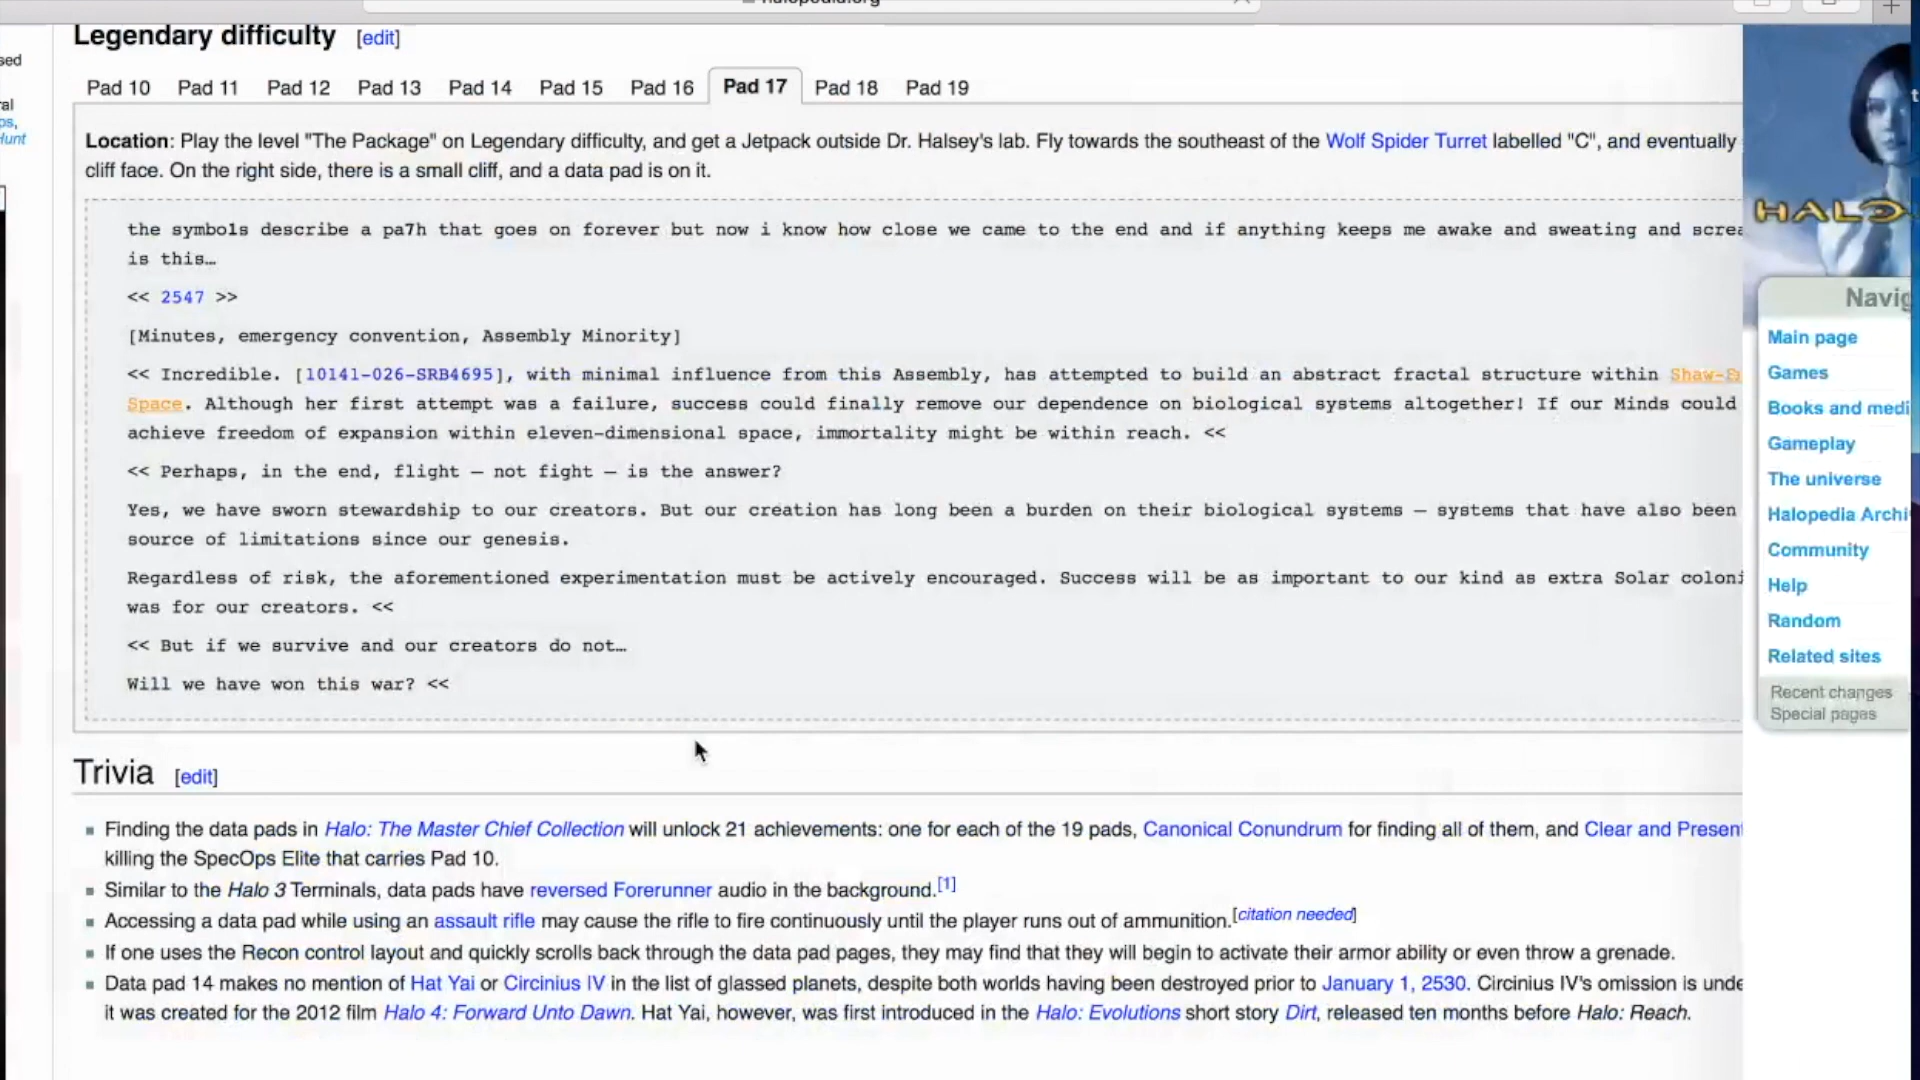 Legendary difficulty [edit]
Pad 10 Pad 11 Pad 12 Pad 13 Pad 14 Pad 15 Pad 16 Pad 17 Pad 18 Pad 19
Location: Play the level "The Package" on Legendary difficulty, and get a Jetpack outside Dr. Halsey's lab. Fly towards the southeast of the Wolf Spider Turret labelled "C", and eventually
cliff face. On the right side, there is a small cliff, and a data pad is on it.
the symbo1s describe a pa7h that goes on forever but now i know how close we came to the end and if anything keeps me awake and sweating and screa
is this…
<< 2547 >>
[Minutes, emergency convention, Assembly Minority]
<< Incredible. [10141-026-SRB4695], with minimal influence from this Assembly, has attempted to build an abstract fractal structure within Shaw-
Space. Although her first attempt was a failure, success could finally remove our dependence on biological systems altogether! If our Minds could
achieve freedom of expansion within eleven-dimensional space, immortality might be within reach. <<
<< Perhaps, in the end, flight — not fight — is the answer?
Yes, we have sworn stewardship to our creators. But our creation has long been a burden on their biological systems — systems that have also been
source of limitations since our genesis.
Regardless of risk, the aforementioned experimentation must be actively encouraged. Success will be as important to our kind as extra Solar coloni
was for our creators. <<
<< But if we survive and our creators do not…
Will we have won this war? <<
Trivia [edit]
Finding the data pads in Halo: The Master Chief Collection will unlock 21 achievements: one for each of the 19 pads, Canonical Conundrum for finding all of them, and Clear and Present
killing the SpecOps Elite that carries Pad 10.
Similar to the Halo 3 Terminals, data pads have reversed Forerunner audio in the background.[1]
Accessing a data pad while using an assault rifle may cause the rifle to fire continuously until the player runs out of ammunition.[citation needed]
If one uses the Recon control layout and quickly scrolls back through the data pad pages, they may find that they will begin to activate their armor ability or even throw a grenade.
Data pad 14 makes no mention of Hat Yai or Circinius IV in the list of glassed planets, despite both worlds having been destroyed prior to January 1, 2530. Circinius IV's omission is unde
it was created for the 2012 film Halo 4: Forward Unto Dawn. Hat Yai, however, was first introduced in the Halo: Evolutions short story Dirt, released ten months before Halo: Reach.
HALO
Navig
Main page
Games
Books and medi
Gameplay
The universe
Halopedia Archi
Community
Help
Random
Related sites
Recent changes
Special pages